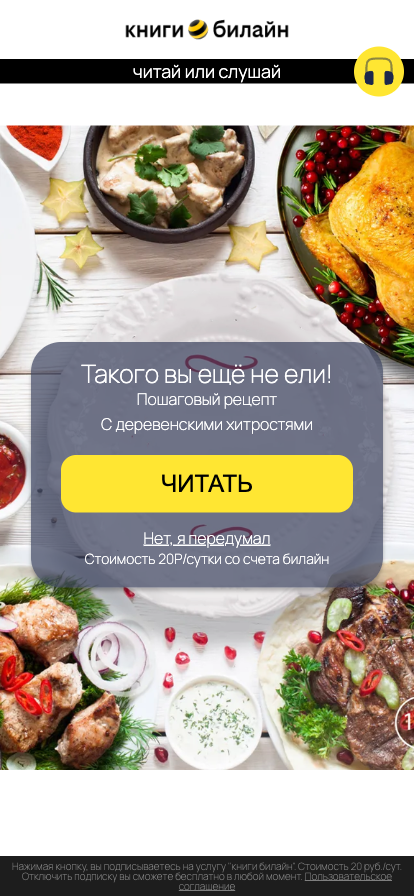 книги билайн
читай или слушай
Такого вы ещё не ели!
Пошаговый рецепт
С деревенскими хитростями
ЧИТАТЬ
Нет, я передумал
Стоимость 20Р/сутки со счета билайн
1
Нажимая кнопку, вы подписываетесь на услугу "книги билайн". Стоимость 20 руб./сут.
Отключить подписку вы сможете бесплатно в любой момент. Пользовательское
соглашение